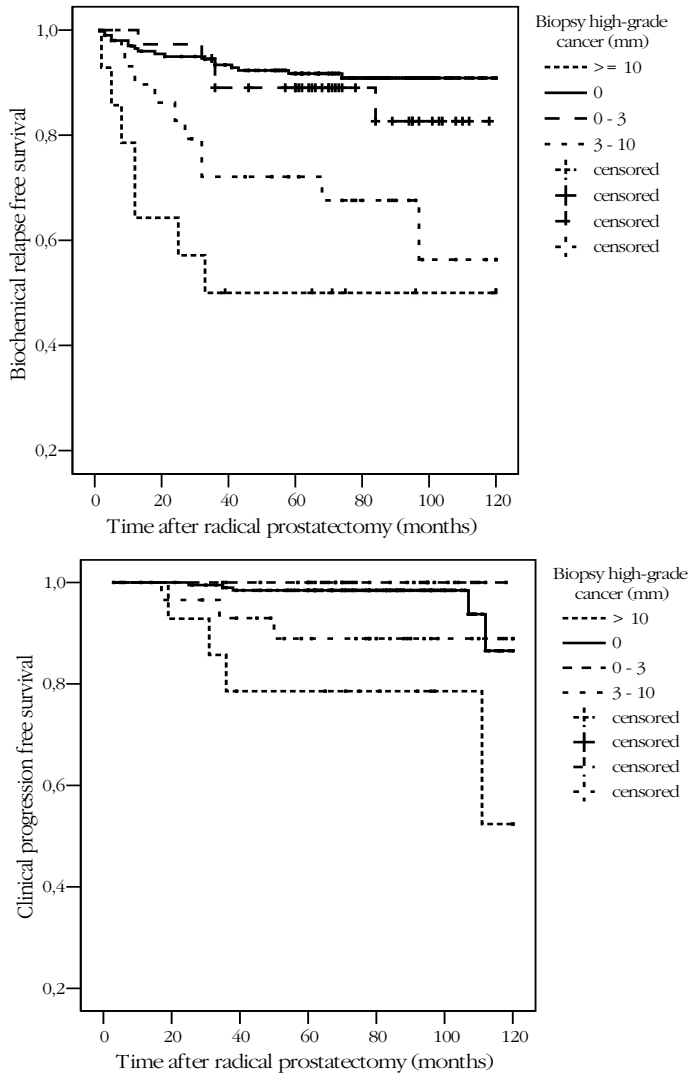 Biopsy high-grade
cancer (mm)
>= 10
0
0 - 3
3 - 10
censored
censored
censored
censored
1,0
0,8
0,6
0,4
0,2
Biochemical relapse free survival
0 20 40 60 80 100 120
Time after radical prostatectomy (months)
Biopsy high-grade
cancer (mm)
> 10
0
0 - 3
3 - 10
censored
censored
censored
censored
1,0
0,8
0,6
0,4
0,2
Clinical progression free survival
0 20 40 60 80 100 120
Time after radical prostatectomy (months)